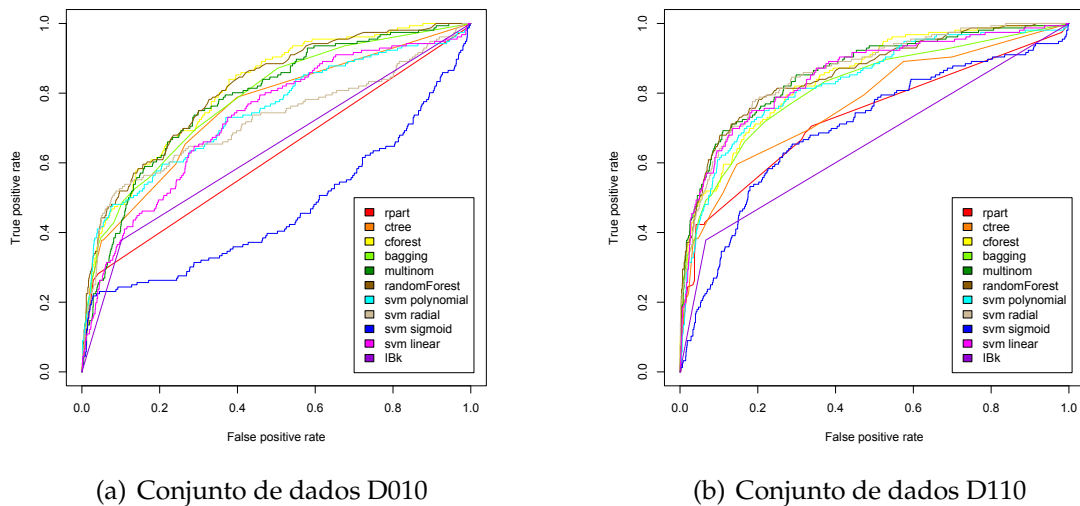 1.0
0.8
0.6
0.4
0.2
0.0
True positive rate
rpart
ctree
cforest
bagging
multinom
randomForest
svm polynomial
svm radial
svm sigmoid
svm linear
IBk
0.0 0.2 0.4 0.6 0.8 1.0
False positive rate
(a) Conjunto de dados D010
1.0
0.8
0.6
0.4
0.2
0.0
True positive rate
rpart
ctree
cforest
bagging
multinom
randomForest
svm polynomial
svm radial
svm sigmoid
svm linear
IBk
0.0 0.2 0.4 0.6 0.8 1.0
False positive rate
(b) Conjunto de dados D110